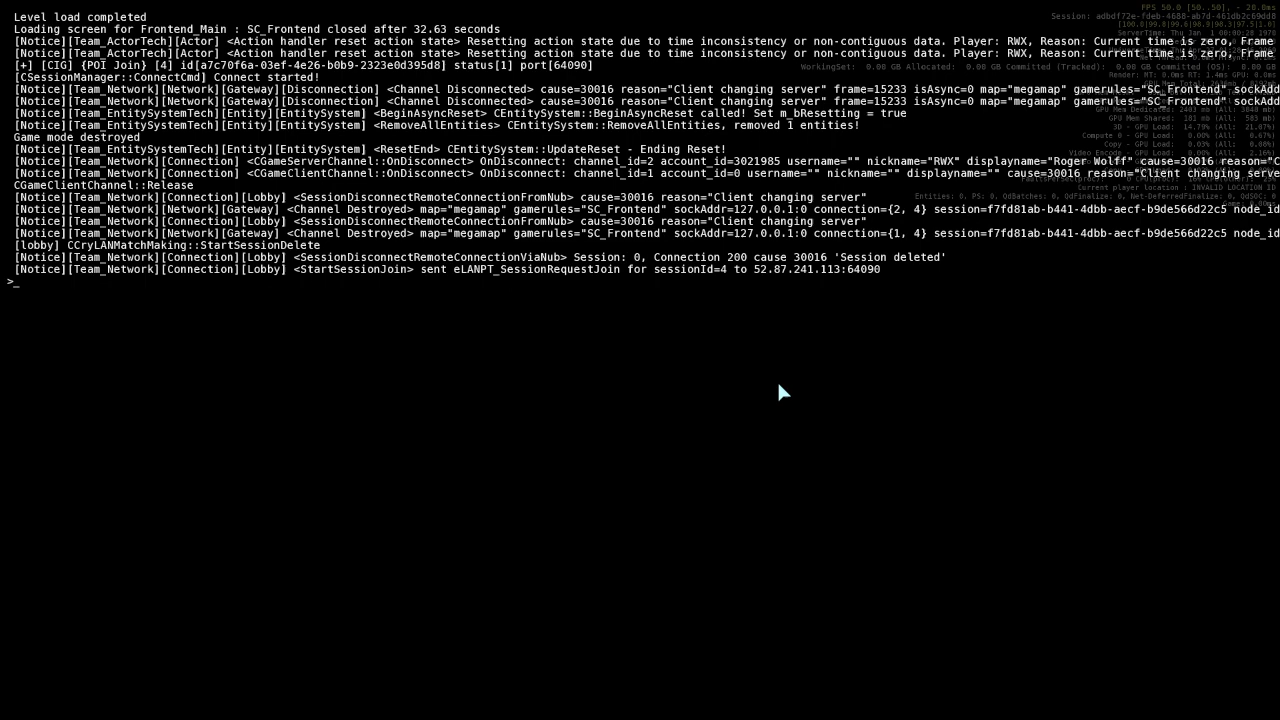 Level load completed
Loading screen for Frontend_Main : SC_Frontend closed after 32.63 seconds
[Notice][Team_ActorTech][Actor] <Action handler reset action state> Resetting action state due to time inconsistency or non-contiguous data. Player: RWX, Reason: Current time is zero, Frame
[Notice][Team_ActorTech][Actor] <Action handler reset action state> Resetting action state due to time inconsistency or non-contiguous data. Player: RWX, Reason: Current time is zero, Frame
[+] [CIG] {POI Join} [4] id[a7c70f6a-03ef-4e26-b0b9-2323e0d395d8] status[1] port[64090]
[CSessionManager::ConnectCmd] Connect started!
[Notice][Team_Network][Network][Gateway][Disconnection] <Channel Disconnected> cause=30016 reason="Client changing server" frame=15233 isAsync=0 map="megamap" gamerules="SC_Frontend" sockAdd
[Notice][Team_Network][Network][Gateway][Disconnection] <Channel Disconnected> cause=30016 reason="Client changing server" frame=15233 isAsync=0 map="megamap" gamerules="SC_Frontend" sockAdd
[Notice][Team_EntitySystemTech][Entity][EntitySystem] <BeginAsyncReset> CEntitySystem::BeginAsyncReset called! Set m_bResetting = true
[Notice][Team_EntitySystemTech][Entity][EntitySystem] <RemoveAllEntities> CEntitySystem::RemoveAllEntities, removed 1 entities!
Game mode destroyed
[Notice][Team_EntitySystemTech][Entity][EntitySystem] <ResetEnd> CEntitySystem::UpdateReset - Ending Reset!
[Notice][Team_Network][Connection] <CGameServerChannel::OnDisconnect> OnDisconnect: channel_id=2 account_id=3021985 username="" nickname="RWX" displayname="Roger Wolff" cause=30016 reason="C
[Notice][Team_Network][Connection] <CGameClientChannel::OnDisconnect> OnDisconnect: channel_id=1 account_id=0 username="" nickname="" displayname="" cause=30016 reason="Client changing serve
CGameClientChannel::Release
[Notice][Team_Network][Connection][Lobby] <SessionDisconnectRemoteConnectionFromNub> cause=30016 reason="Client changing server"
[Notice][Team_Network][Network][Gateway] <Channel Destroyed> map="megamap" gamerules="SC_Frontend" sockAddr=127.0.0.1:0 connection={2, 4} session=f7fd81ab-b441-4dbb-aecf-b9de566d22c5 node_id
[Notice][Team_Network][Connection][Lobby] <SessionDisconnectRemoteConnectionFromNub> cause=30016 reason="Client changing server"
[Notice][Team_Network][Network][Gateway] <Channel Destroyed> map="megamap" gamerules="SC_Frontend" sockAddr=127.0.0.1:0 connection={1, 4} session=f7fd81ab-b441-4dbb-aecf-b9de566d22c5 node_id
[lobby] CCryLANMatchMaking::StartSessionDelete
[Notice][Team_Network][Connection][Lobby] <SessionDisconnectRemoteConnectionViaNub> Session: 0, Connection 200 cause 30016 'Session deleted'
[Notice][Team_Network][Connection][Lobby] <StartSessionJoin> sent eLANPT_SessionRequestJoin for sessionId=4 to 52.87.241.113:64090
>_